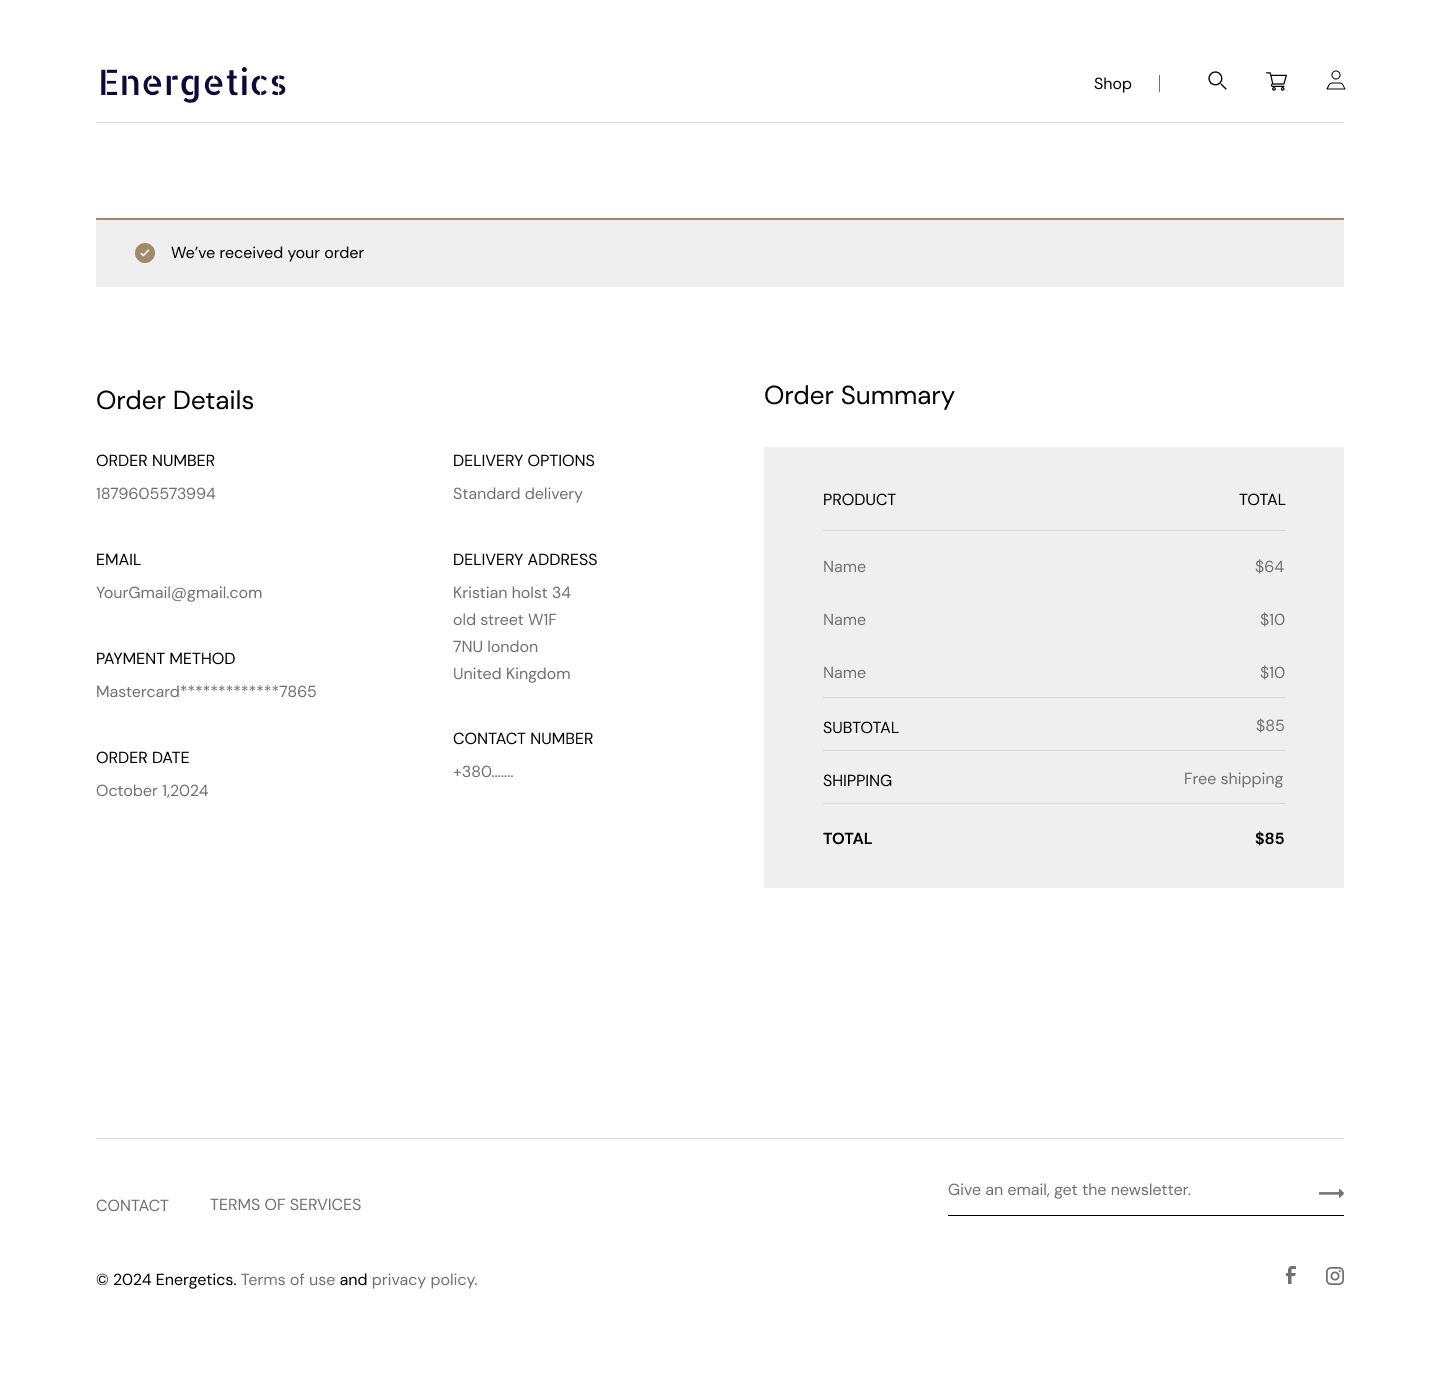 Energetics
Shop
We’ve received your order
Order Details
ORDER NUMBER
1879605573994
EMAIL
YourGmail@gmail.com
PAYMENT METHOD
Mastercard*************7865
ORDER DATE
October 1,2024
DELIVERY OPTIONS
Standard delivery
DELIVERY ADDRESS
Kristian holst 34
old street W1F
7NU london
United Kingdom
CONTACT NUMBER
+380.......
Order Summary
PRODUCT TOTAL
Name $64
Name $10
Name $10
SUBTOTAL $85
SHIPPING Free shipping
TOTAL $85
CONTACT TERMS OF SERVICES
Give an email, get the newsletter.
© 2024 Energetics. Terms of use and privacy policy.